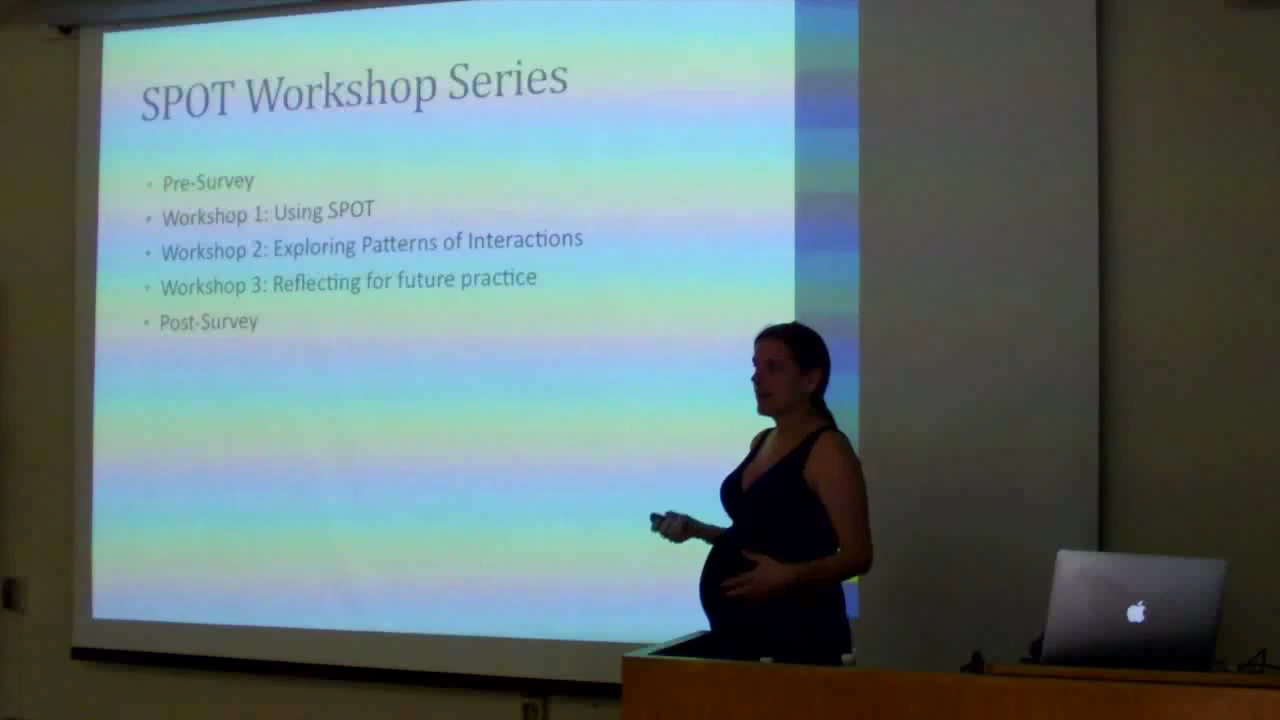 SPOT Workshop Series
• Pre-Survey
• Workshop 1: Using SPOT
• Workshop 2: Exploring Patterns of Interactions
• Workshop 3: Reflecting for future practice
• Post-Survey